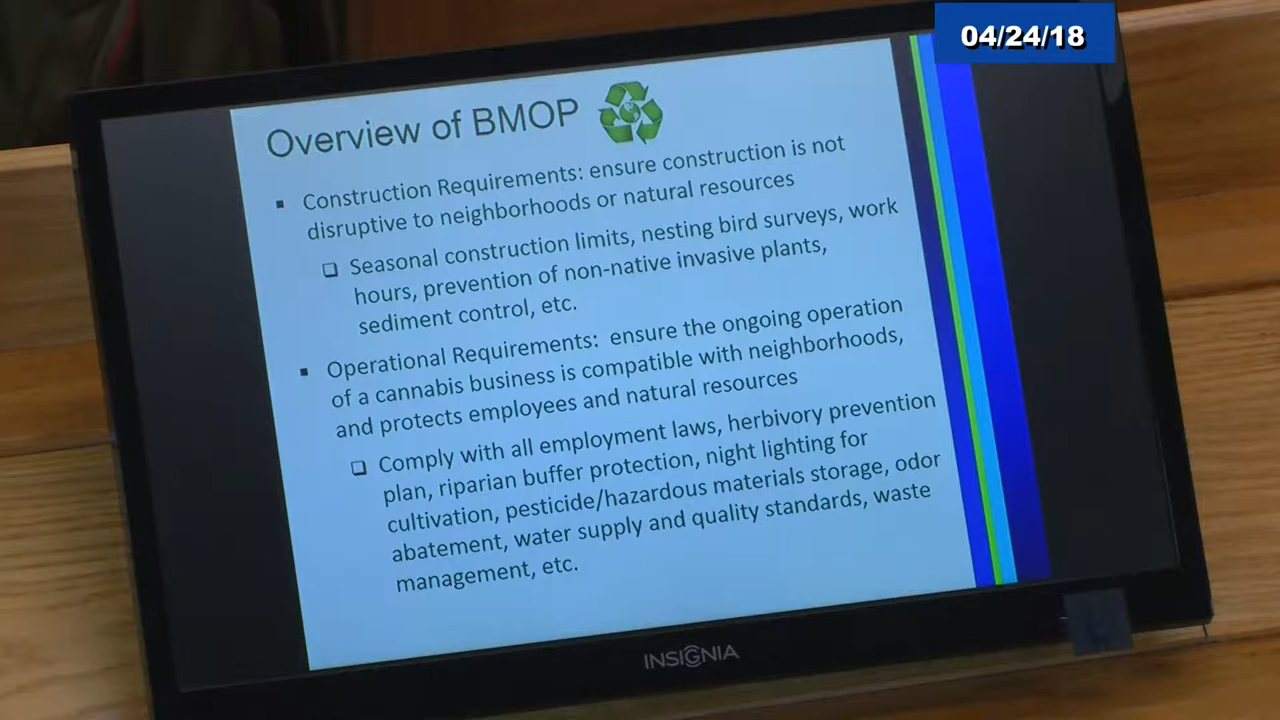 04/24/18
Overview of BMOP
▪ Construction Requirements: ensure construction is not
disruptive to neighborhoods or natural resources
❑ Seasonal construction limits, nesting bird surveys, work
hours, prevention of non-native invasive plants,
sediment control, etc.
▪ Operational Requirements: ensure the ongoing operation
of a cannabis business is compatible with neighborhoods,
and protects employees and natural resources
❑ Comply with all employment laws, herbivory prevention
plan, riparian buffer protection, night lighting for
cultivation, pesticide/hazardous materials storage, odor
abatement, water supply and quality standards, waste
management, etc.
INSIGNIA